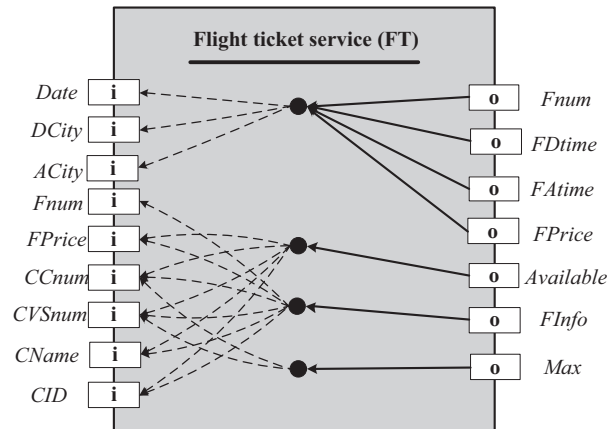 Flight ticket service (FT)
Date i
DCity i
ACity i
Fnum i
FPrice i
CCnum i
CVSnum i
CName i
CID i
o Fnum
o FDtime
o FAtime
o FPrice
o Available
o FInfo
o Max